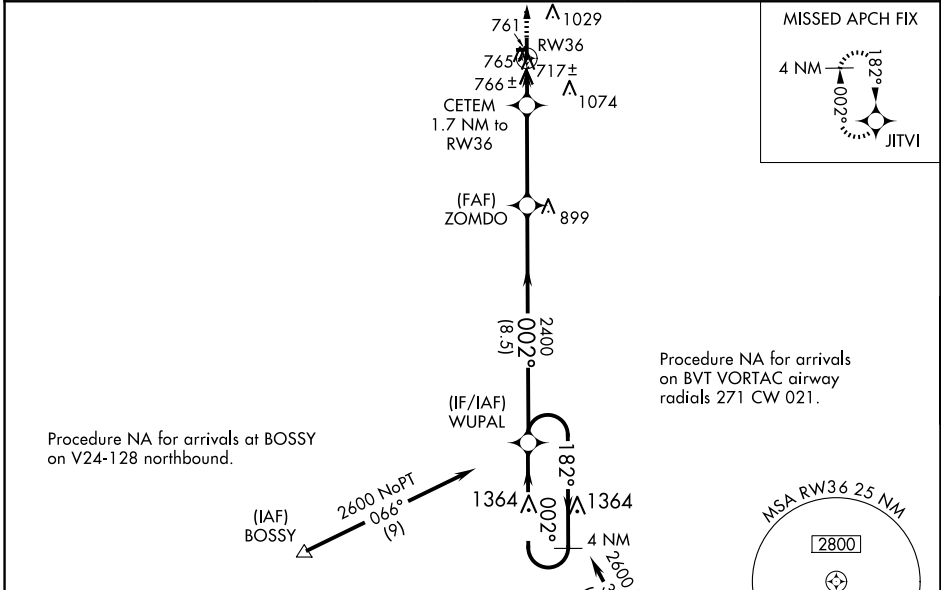 MISSED APCH FIX
4 NM
182°
002°
JITVI
1029
761
RW36
765
717±
766±
1074
CETEM
1.7 NM to
RW36
(FAF)
ZOMDO
899
2400
002°
(8.5)
Procedure NA for arrivals
on BVT VORTAC airway
radials 271 CW 021.
(IF/IAF)
WUPAL
Procedure NA for arrivals at BOSSY
on V24-128 northbound.
182°
1364
002°
1364
2600 NoPT
066°
(9)
(IAF)
BOSSY
4 NM
2600
MSA RW36 25 NM
2800